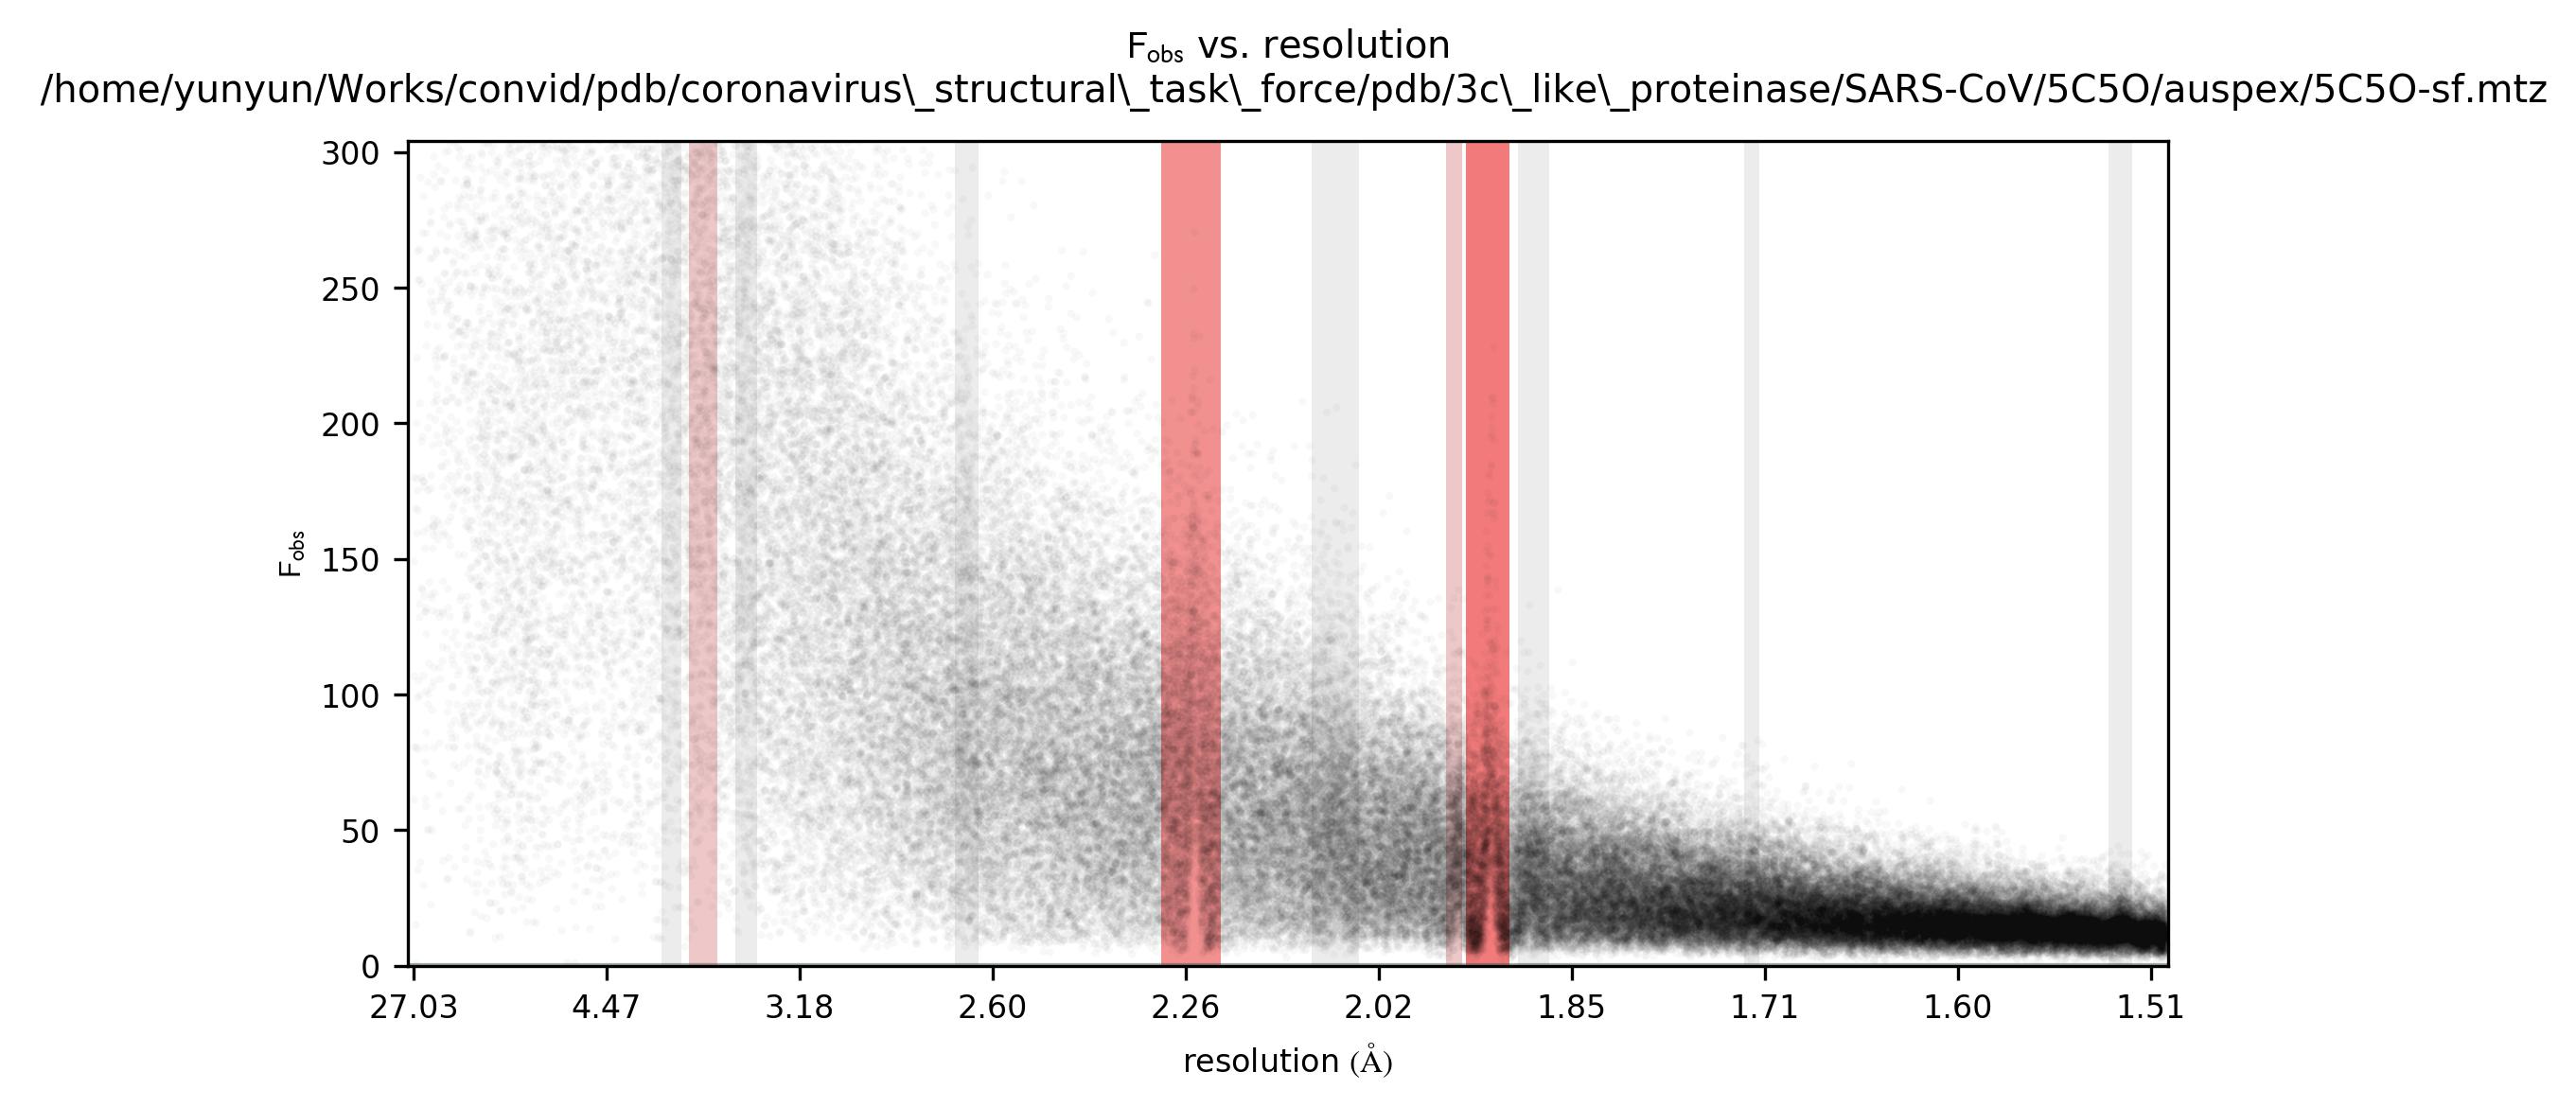 F_obs vs. resolution
/home/yunyun/Works/convid/pdb/coronavirus\_structural\_task\_force/pdb/3c\_like\_proteinase/SARS-CoV/5C5O/auspex/5C5O-sf.mtz
300
250
200
150
100
50
0
F_obs
27.03 4.47 3.18 2.60 2.26 2.02 1.85 1.71 1.60 1.51
resolution (Å)